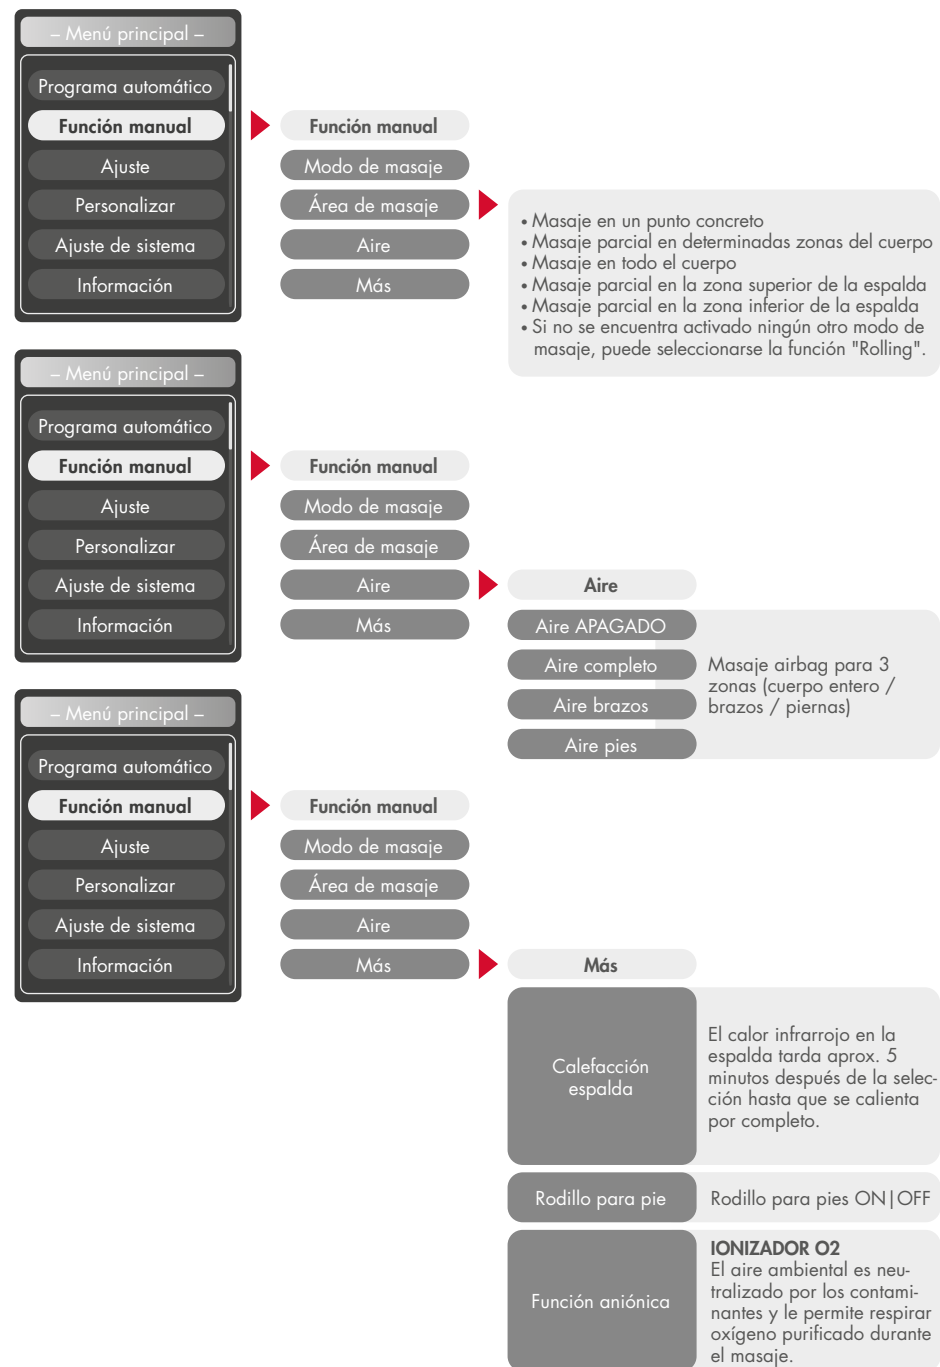 – Menú principal –
Programa automático
Función manual
Ajuste
Personalizar
Ajuste de sistema
Información
Función manual
Modo de masaje
Área de masaje
Aire
Más
• Masaje en un punto concreto
• Masaje parcial en determinadas zonas del cuerpo
• Masaje en todo el cuerpo
• Masaje parcial en la zona superior de la espalda
• Masaje parcial en la zona inferior de la espalda
• Si no se encuentra activado ningún otro modo de
masaje, puede seleccionarse la función "Rolling".
– Menú principal –
Programa automático
Función manual
Ajuste
Personalizar
Ajuste de sistema
Información
Función manual
Modo de masaje
Área de masaje
Aire
Más
Aire
Aire APAGADO
Aire completo
Aire brazos
Aire pies
Masaje airbag para 3
zonas (cuerpo entero /
brazos / piernas)
– Menú principal –
Programa automático
Función manual
Ajuste
Personalizar
Ajuste de sistema
Información
Función manual
Modo de masaje
Área de masaje
Aire
Más
Más
Calefacción
espalda
El calor infrarrojo en la
espalda tarda aprox. 5
minutos después de la selec-
ción hasta que se calienta
por completo.
Rodillo para pie
Rodillo para pies ON|OFF
Función aniónica
IONIZADOR O2
El aire ambiental es neu-
tralizado por los contami-
nantes y le permite respirar
oxígeno purificado durante
el masaje.